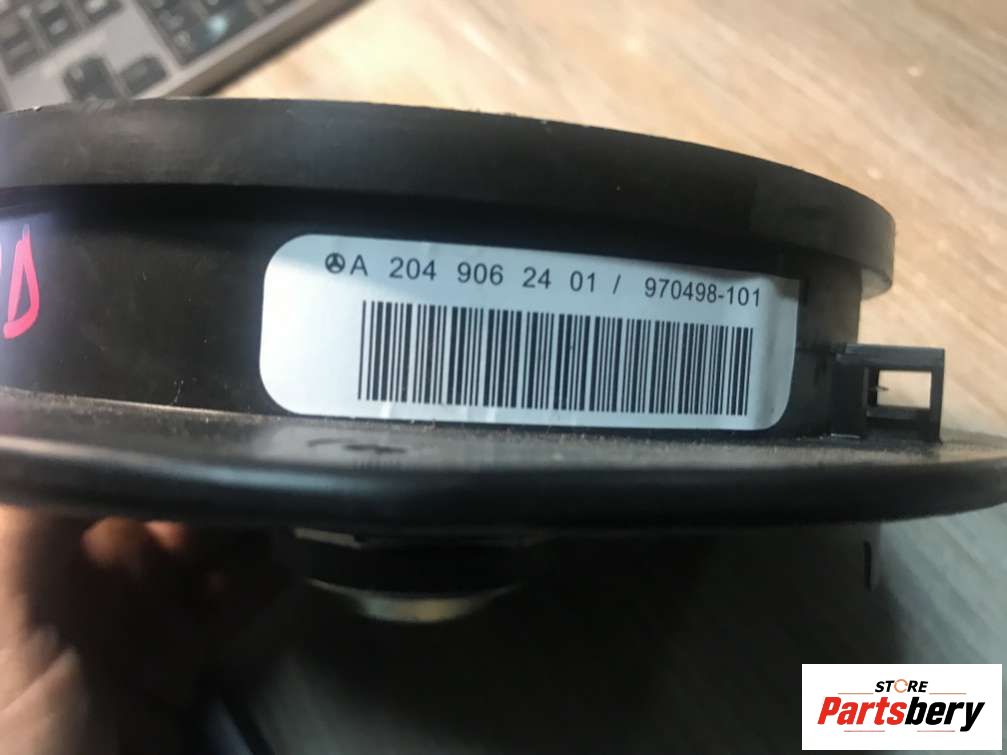 A 204 906 24 01 / 970498-101
D
STORE
Partsbery